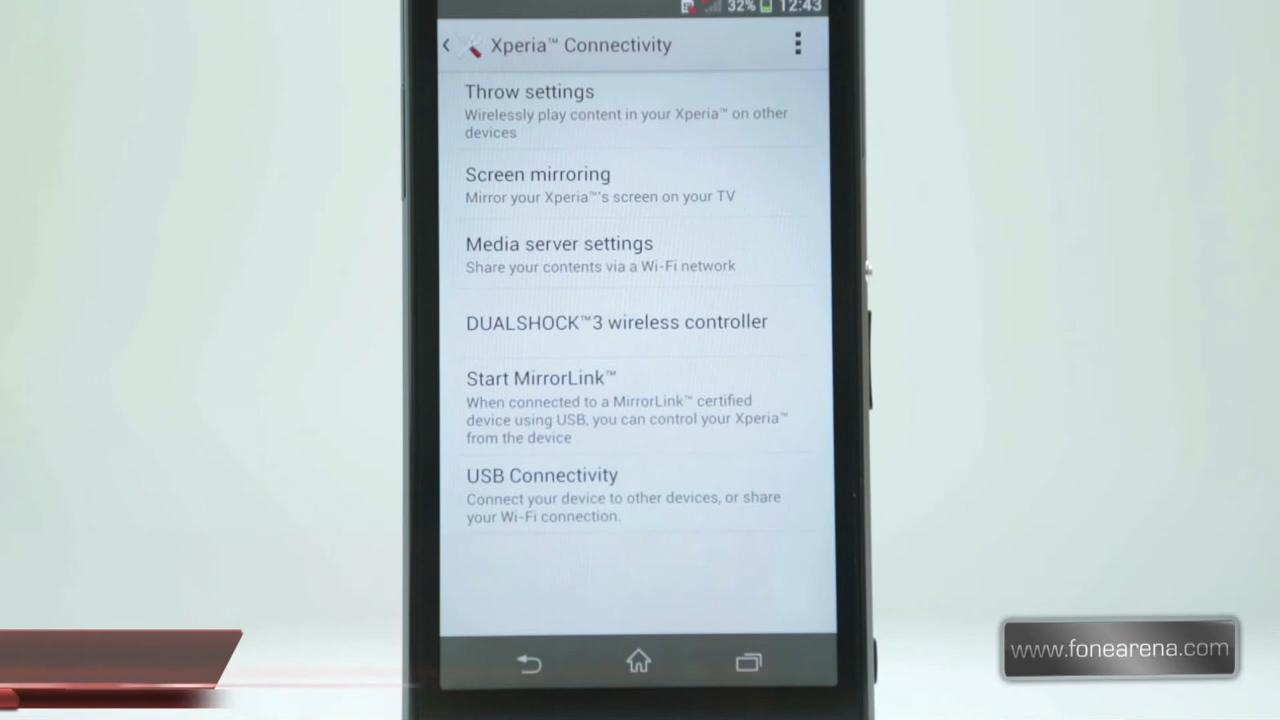 32% 12:43
Xperia™ Connectivity
Throw settings
Wirelessly play content in your Xperia™ on other
devices
Screen mirroring
Mirror your Xperia™'s screen on your TV
Media server settings
Share your contents via a Wi-Fi network
DUALSHOCK™3 wireless controller
Start MirrorLink™
When connected to a MirrorLink™ certified
device using USB, you can control your Xperia™
from the device
USB Connectivity
Connect your device to other devices, or share
your Wi-Fi connection.
www.fonearena.com